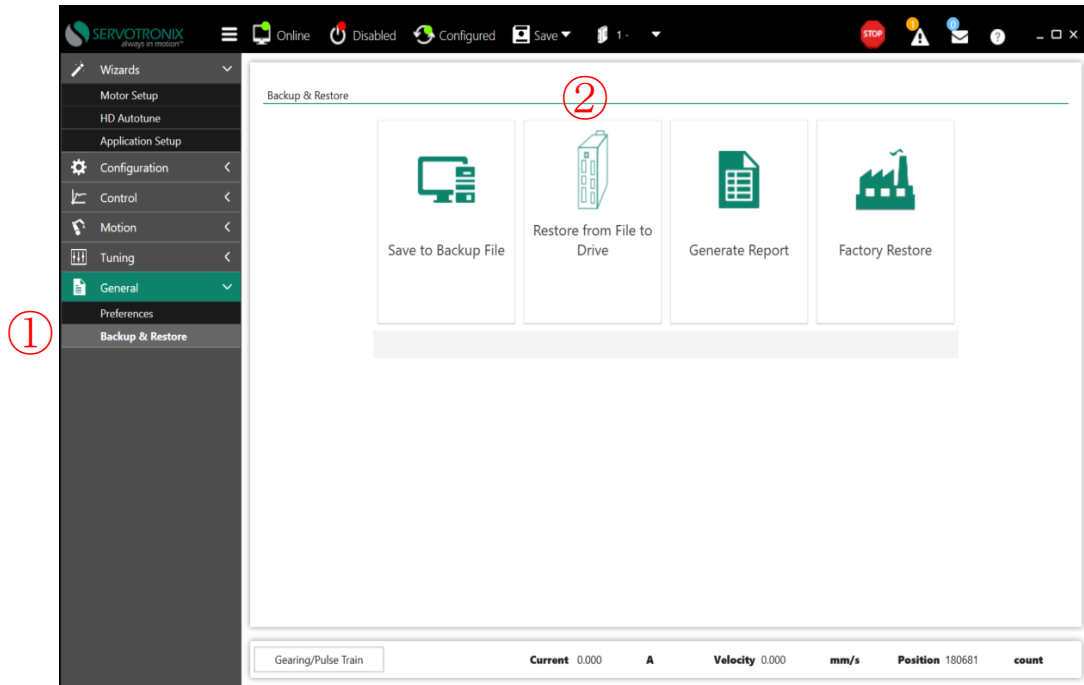 SERVOTRONIX
always in motion™
Online
Disabled
Configured
Save
1 -
STOP
1
0
?
Wizards
Motor Setup
HD Autotune
Application Setup
Configuration
Control
Motion
Tuning
General
Preferences
① Backup & Restore
Backup & Restore
②
Save to Backup File
Restore from File to
Drive
Generate Report
Factory Restore
Gearing/Pulse Train
Current 0.000 A
Velocity 0.000 mm/s
Position 180681 count